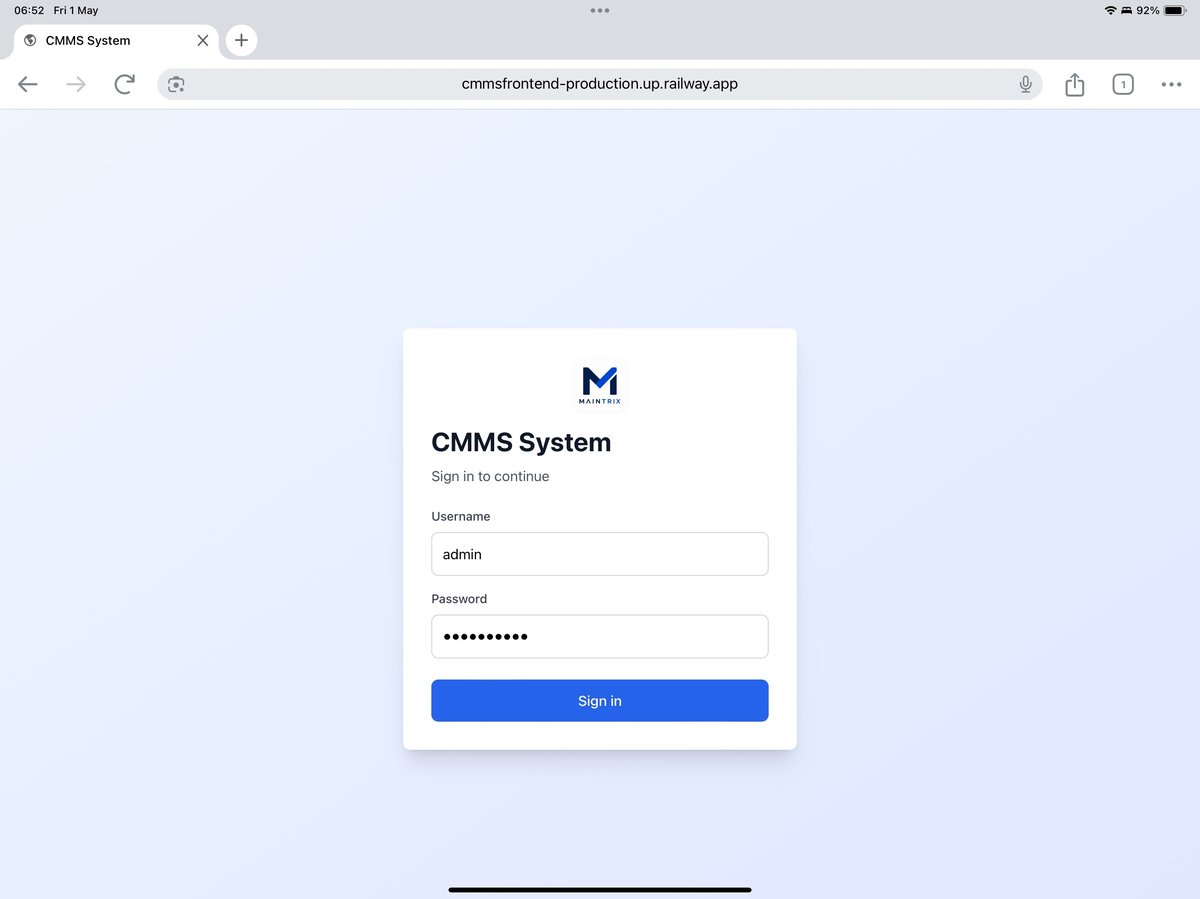 06:52 Fri 1 May
92%
CMMS System
cmmsfrontend-production.up.railway.app
1
MAINTRIX
CMMS System
Sign in to continue
Username
admin
Password
••••••••••
Sign in